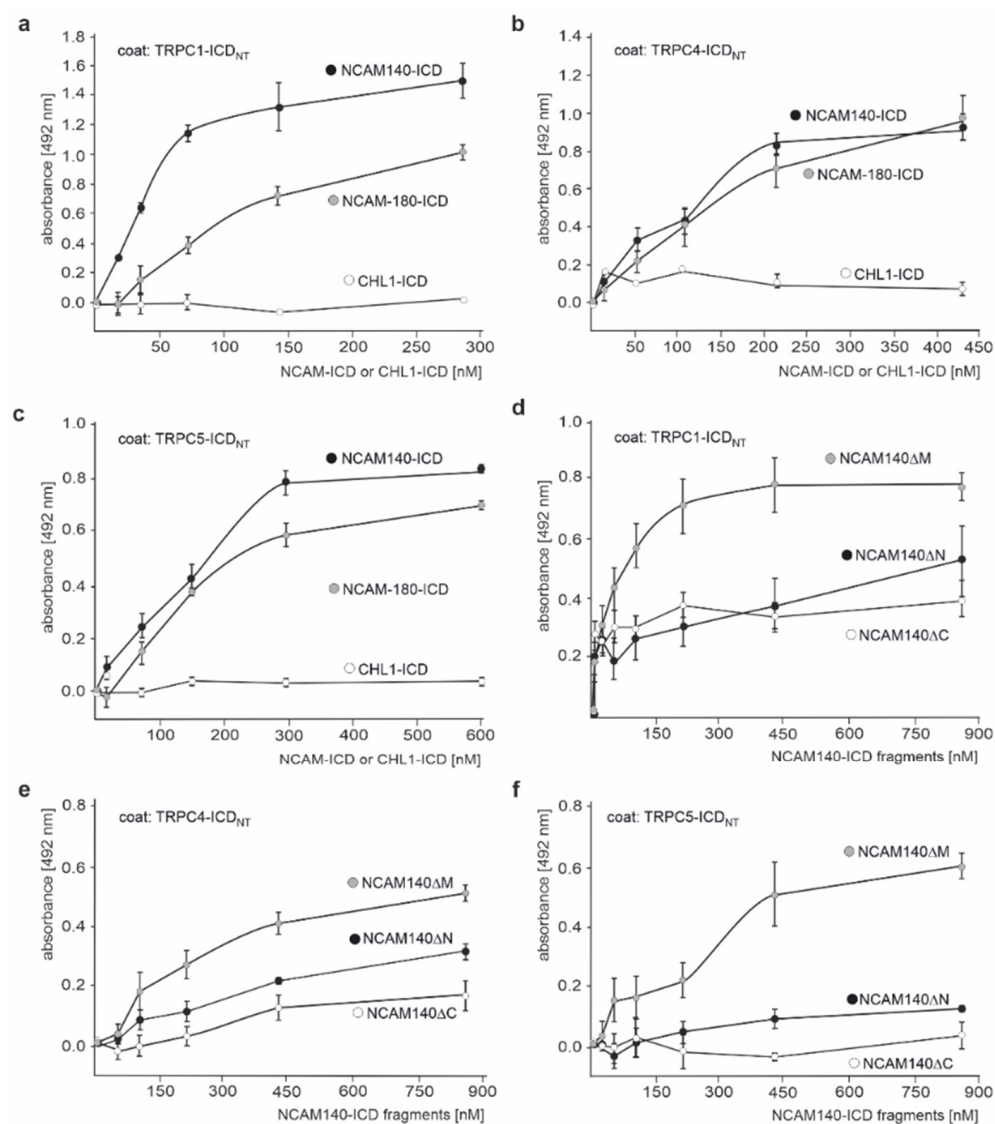 a
coat: TRPC1-ICDNT
absorbance [492 nm]
1.8
1.6
1.4
1.2
1.0
0.8
0.6
0.4
0.2
0.0
NCAM140-ICD
NCAM-180-ICD
CHL1-ICD
50 100 150 200 250 300
NCAM-ICD or CHL1-ICD [nM]
b
coat: TRPC4-ICDNT
absorbance [492 nm]
1.4
1.2
1.0
0.8
0.6
0.4
0.2
0.0
NCAM140-ICD
NCAM-180-ICD
CHL1-ICD
50 100 150 200 250 300 350 400 450
NCAM-ICD or CHL1-ICD [nM]
c
coat: TRPC5-ICDNT
absorbance [492 nm]
1.0
0.8
0.6
0.4
0.2
0.0
NCAM140-ICD
NCAM-180-ICD
CHL1-ICD
100 200 300 400 500 600
NCAM-ICD or CHL1-ICD [nM]
d
coat: TRPC1-ICDNT
absorbance [492 nm]
1.0
0.8
0.6
0.4
0.2
NCAM140ΔM
NCAM140ΔN
NCAM140ΔC
150 300 450 600 750 900
NCAM140-ICD fragments [nM]
e
coat: TRPC4-ICDNT
absorbance [492 nm]
0.8
0.6
0.4
0.2
0.0
NCAM140ΔM
NCAM140ΔN
NCAM140ΔC
150 300 450 600 750 900
NCAM140-ICD fragments [nM]
f
coat: TRPC5-ICDNT
absorbance [492 nm]
0.8
0.6
0.4
0.2
0.0
NCAM140ΔM
NCAM140ΔN
NCAM140ΔC
150 300 450 600 750 900
NCAM140-ICD fragments [nM]